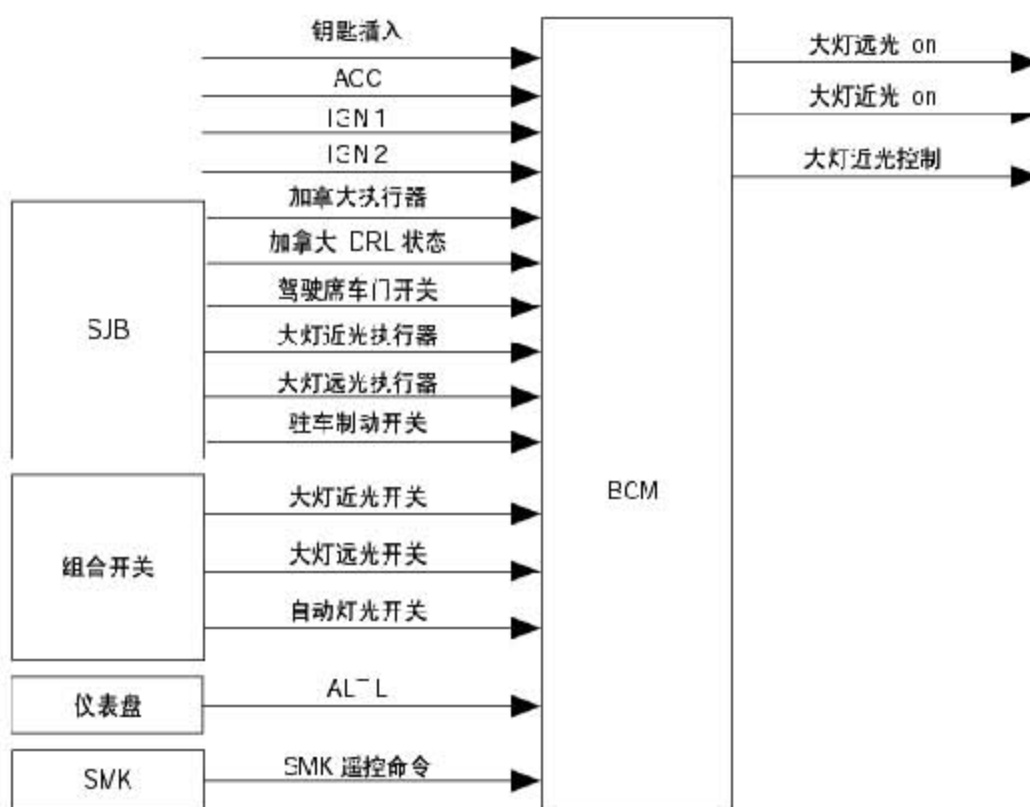 钥匙插入
ACC
IGN1
IGN2
加拿大执行器
加拿大 DRL 状态
驾驶席车门开关
大灯近光执行器
大灯远光执行器
驻车制动开关
SJB
大灯近光开关
大灯远光开关
自动灯光开关
组合开关
仪表盘
SMK
SMK 遥控命令
BCM
大灯远光 on
大灯近光 on
大灯近光控制